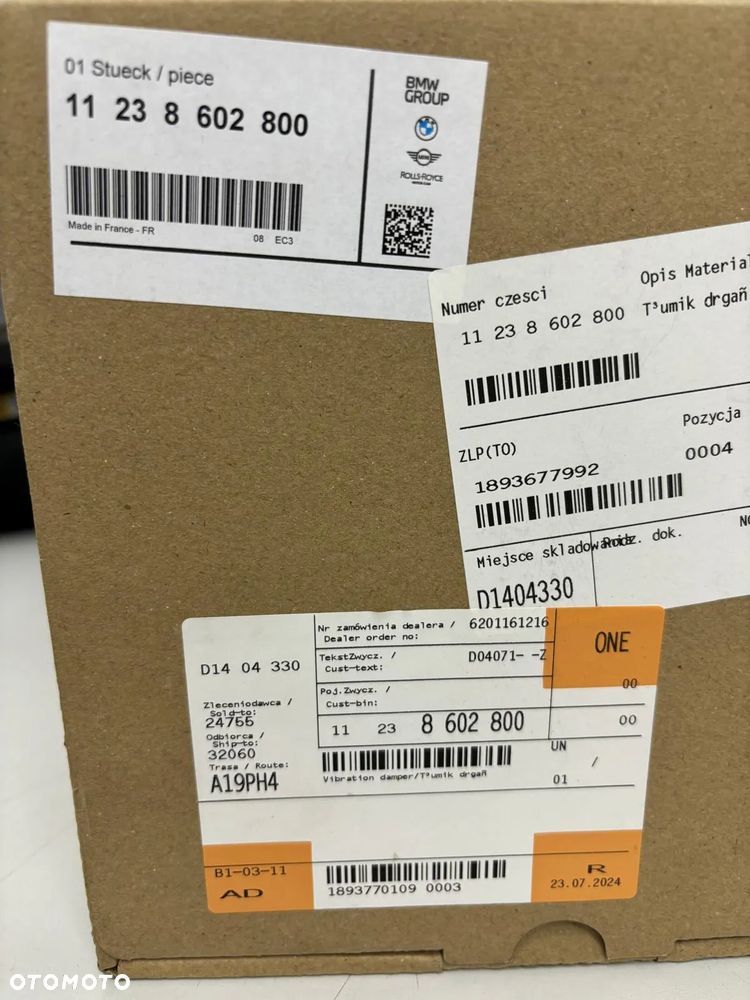 01 Stueck / piece
11 23 8 602 800
Made in France - FR
08 EC3
BMW
GROUP
MINI
ROLLS-ROYCE
MOTOR CARS
Numer czesci
Opis Material
11 23 8 602 800
T³umik drgañ
ZLP(TO)
Pozycja
1893677992
0004
Miejsce skladowania
Rodz. dok.
D1404330
D14 04 330
Nr zamówienia dealera /
Dealer order no:
6201161216
ONE
TekstZwycz. /
Cust-text:
D04071- -Z
Zleceniodawca /
Sold-to:
24755
Poj.Zwycz. /
Cust-bin:
00
Odbiorca /
Ship-to:
32060
11 23 8 602 800
00
Trasa / Route:
A19PH4
Vibration damper/T³umik drgañ
UN /
01
B1-03-11
AD
1893770109 0003
R
23.07.2024
OTOMOTO